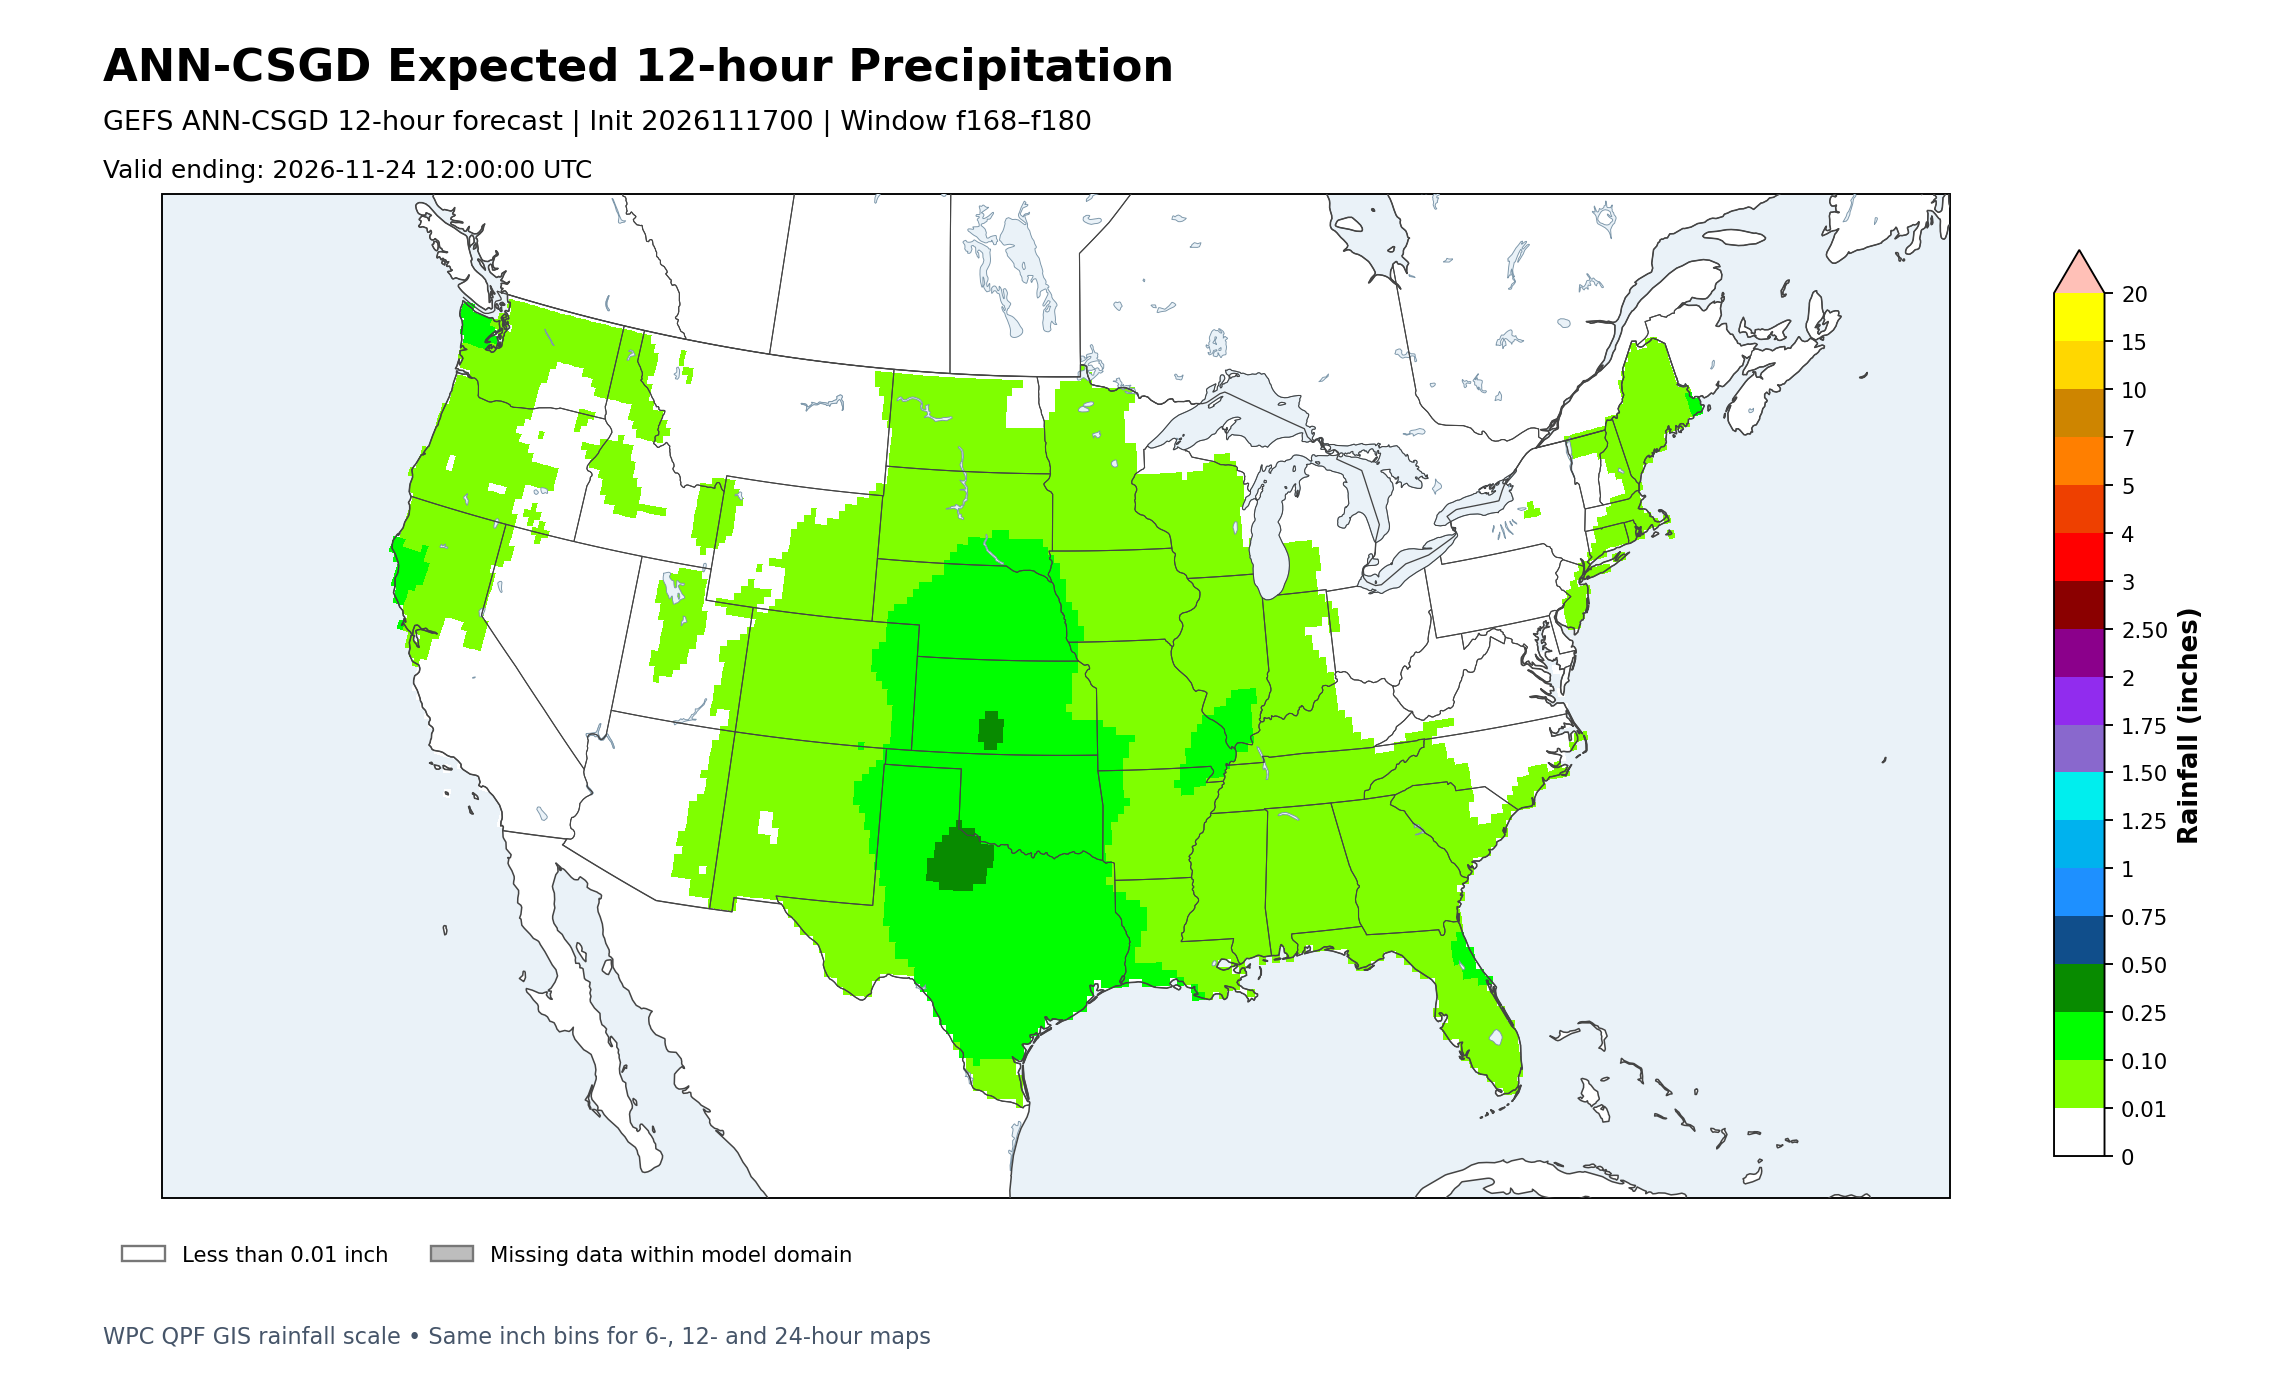 ANN-CSGD Expected 12-hour Precipitation
GEFS ANN-CSGD 12-hour forecast | Init 2026111700 | Window f168–f180
Valid ending: 2026-11-24 12:00:00 UTC
20
15
10
7
5
4
3
2.50
2
1.75
1.50
1.25
1
0.75
0.50
0.25
0.10
0.01
0
Rainfall (inches)
Less than 0.01 inch
Missing data within model domain
WPC QPF GIS rainfall scale • Same inch bins for 6-, 12- and 24-hour maps